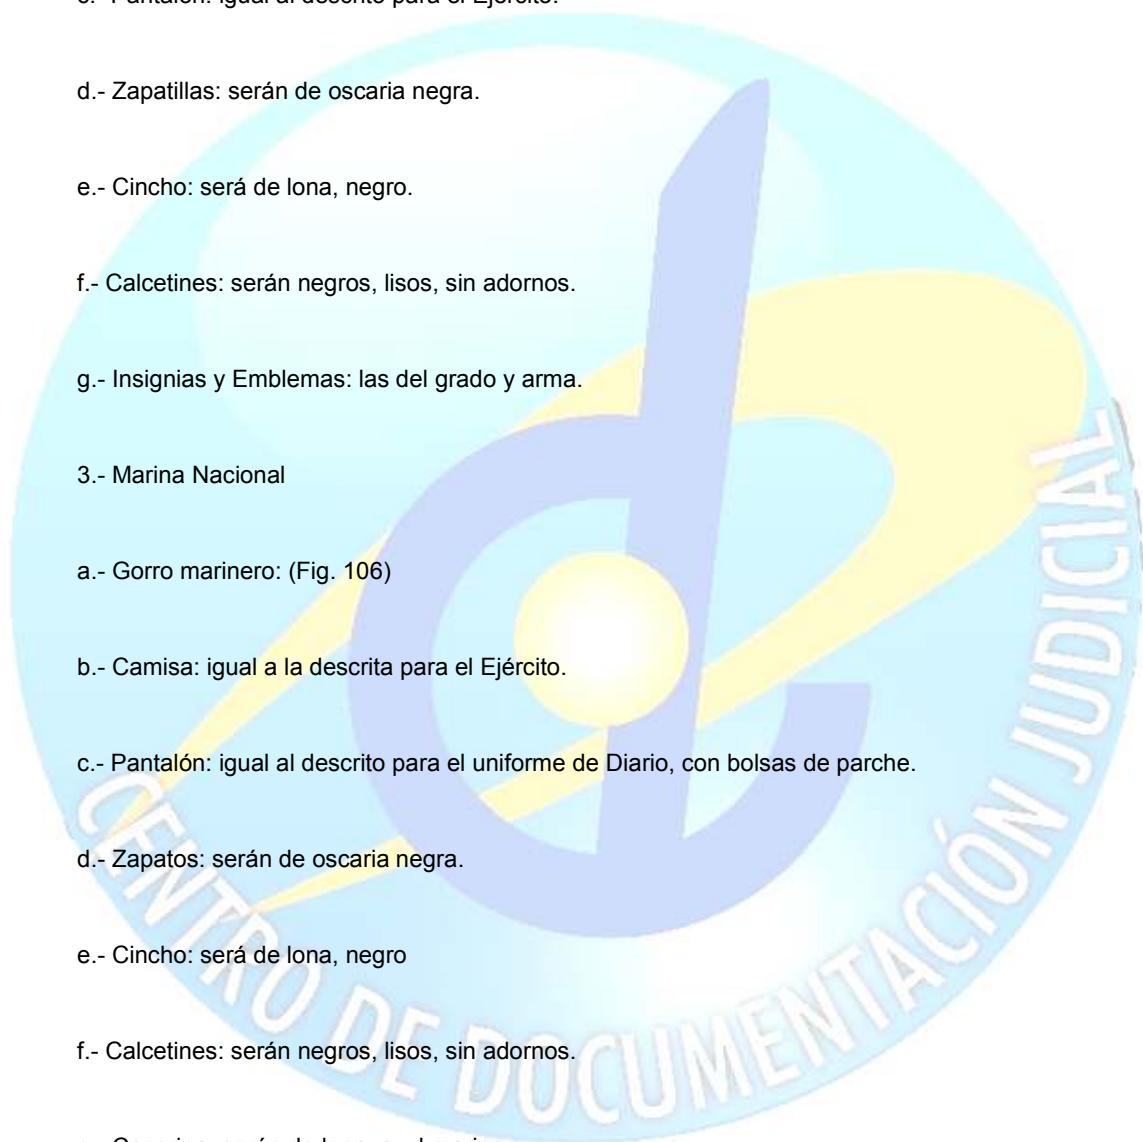 d.- Zapatillas: serán de oscaria negra.
e.- Cincho: será de lona, negro.
f.- Calcetines: serán negros, lisos, sin adornos.
g.- Insignias y Emblemas: las del grado y arma.
3.- Marina Nacional
a.- Gorro marinero: (Fig. 106)
b.- Camisa: igual a la descrita para el Ejército.
c.- Pantalón: igual al descrito para el uniforme de Diario, con bolsas de parche.
d.- Zapatos: serán de oscaria negra.
e.- Cincho: será de lona, negro
f.- Calcetines: serán negros, lisos, sin adornos.
CENTRO DE DOCUMENTACIÓN JUDICIAL